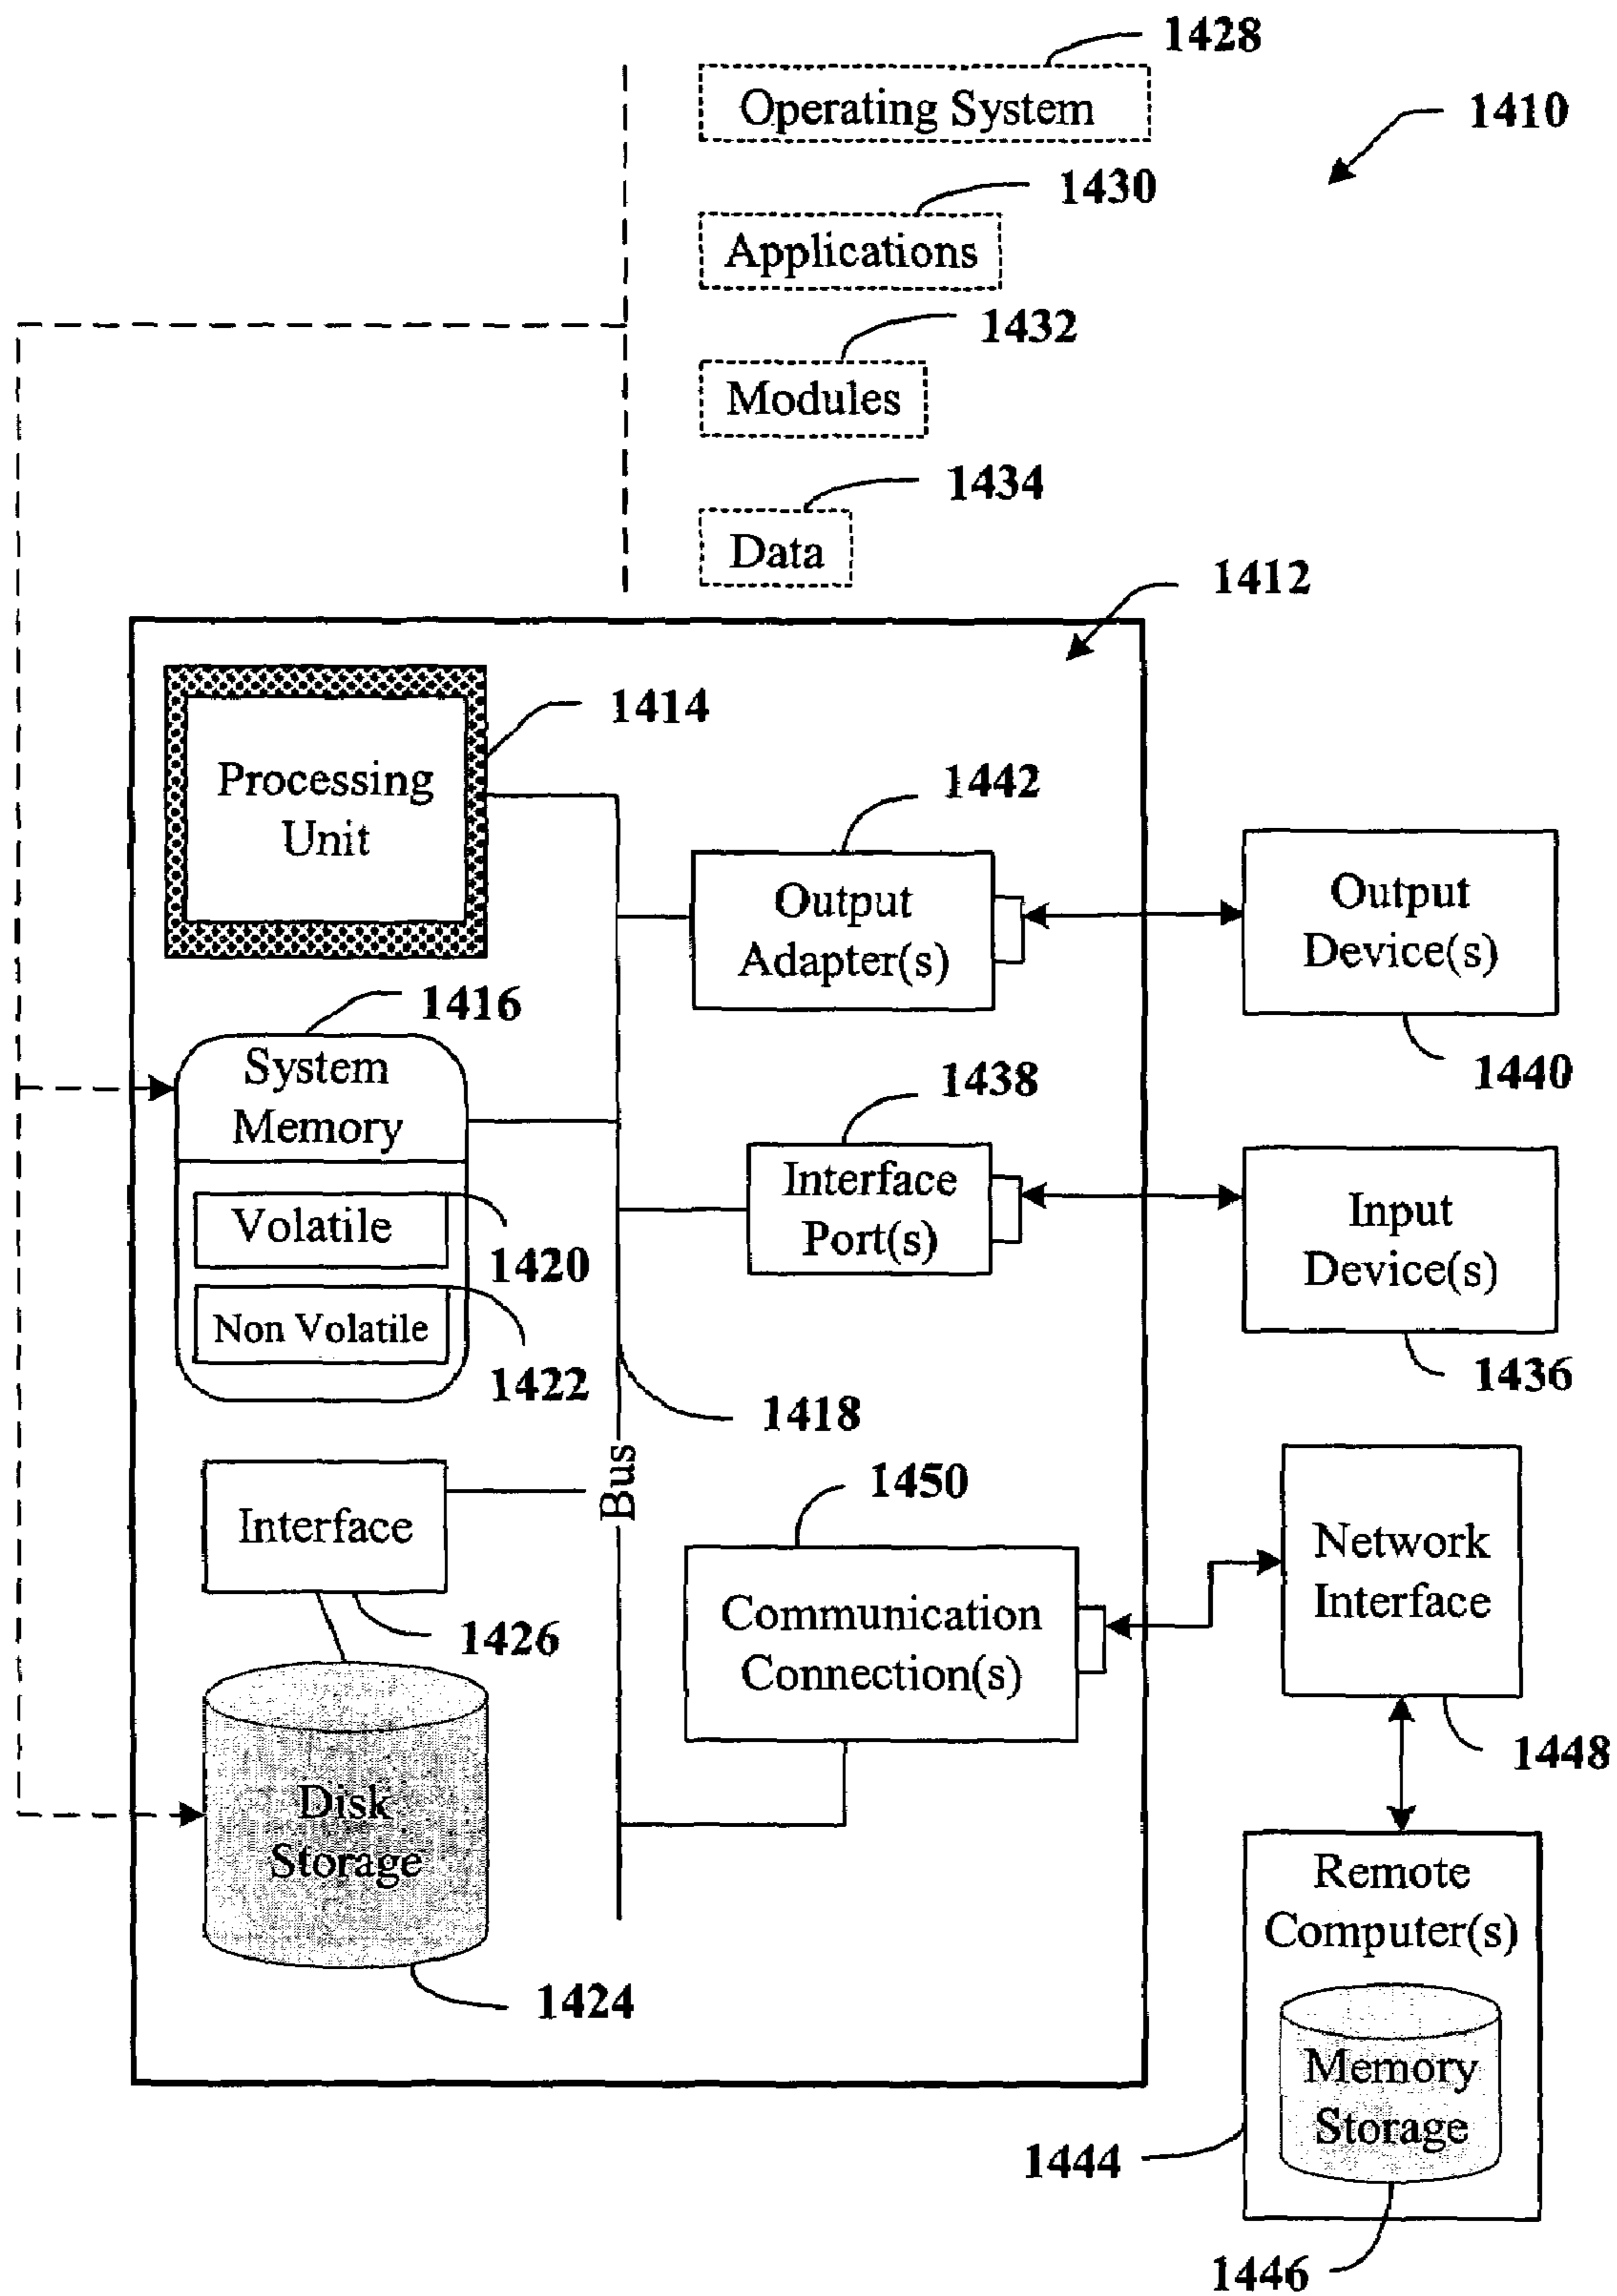 1428
Operating System
1410
1430
Applications
1432
Modules
1434
Data
1412
1414
Processing
Unit
1442
Output
Adapter(s)
Output
Device(s)
1440
1416
System
Memory
1438
Interface
Port(s)
Input
Device(s)
1436
Volatile
1420
Non Volatile
1422
1418
Bus
Interface
1426
1450
Communication
Connection(s)
Network
Interface
1448
Disk
Storage
1424
Remote
Computer(s)
Memory
Storage
1444
1446